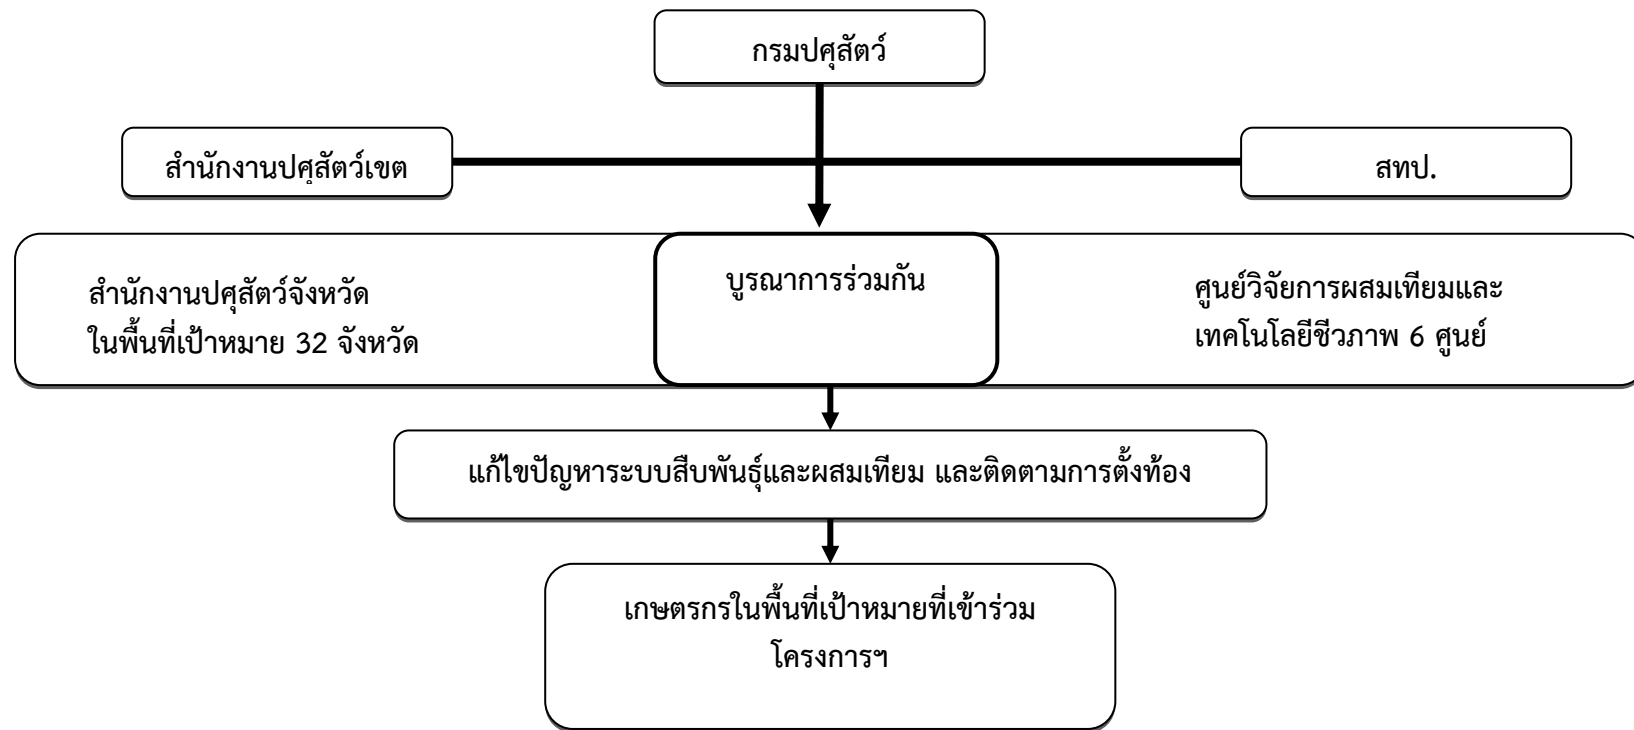 กรมปศุสัตว์
สำนักงานปศุสัตว์เขต
สทป.
สำนักงานปศุสัตว์จังหวัด
ในพื้นที่เป้าหมาย 32 จังหวัด
บูรณาการร่วมกัน
ศูนย์วิจัยการผสมเทียมและ
เทคโนโลยีชีวภาพ 6 ศูนย์
แก้ไขปัญหาระบบสืบพันธุ์และผสมเทียม และติดตามการตั้งท้อง
เกษตรกรในพื้นที่เป้าหมายที่เข้าร่วม
โครงการฯ